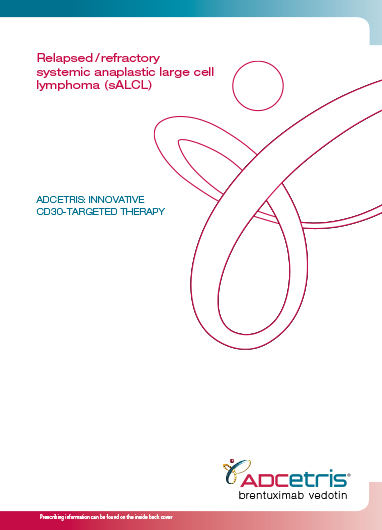 Relapsed/refractory
systemic anaplastic large cell
lymphoma (sALCL)
ADCETRIS: INNOVATIVE
CD30-TARGETED THERAPY
ADCetris®
brentuximab vedotin
Prescribing information can be found on the inside back cover